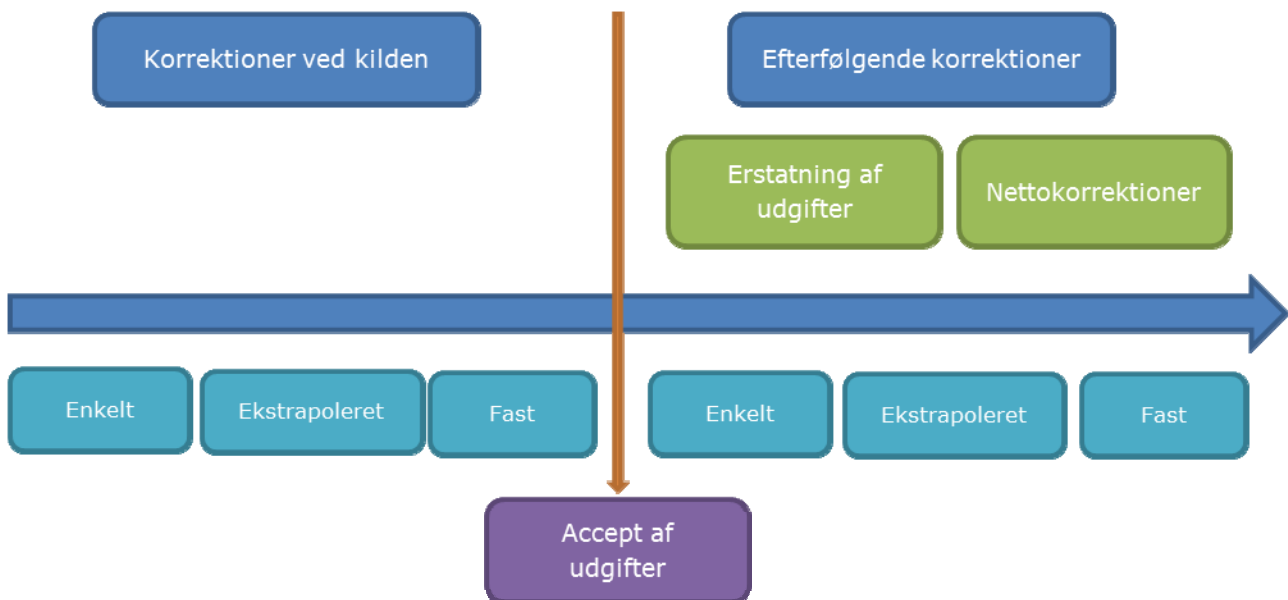 Korrektioner ved kilden
Efterfølgende korrektioner
Erstatning af
udgifter
Nettokorrektioner
Enkelt
Ekstrapoleret
Fast
Enkelt
Ekstrapoleret
Fast
Accept af
udgifter